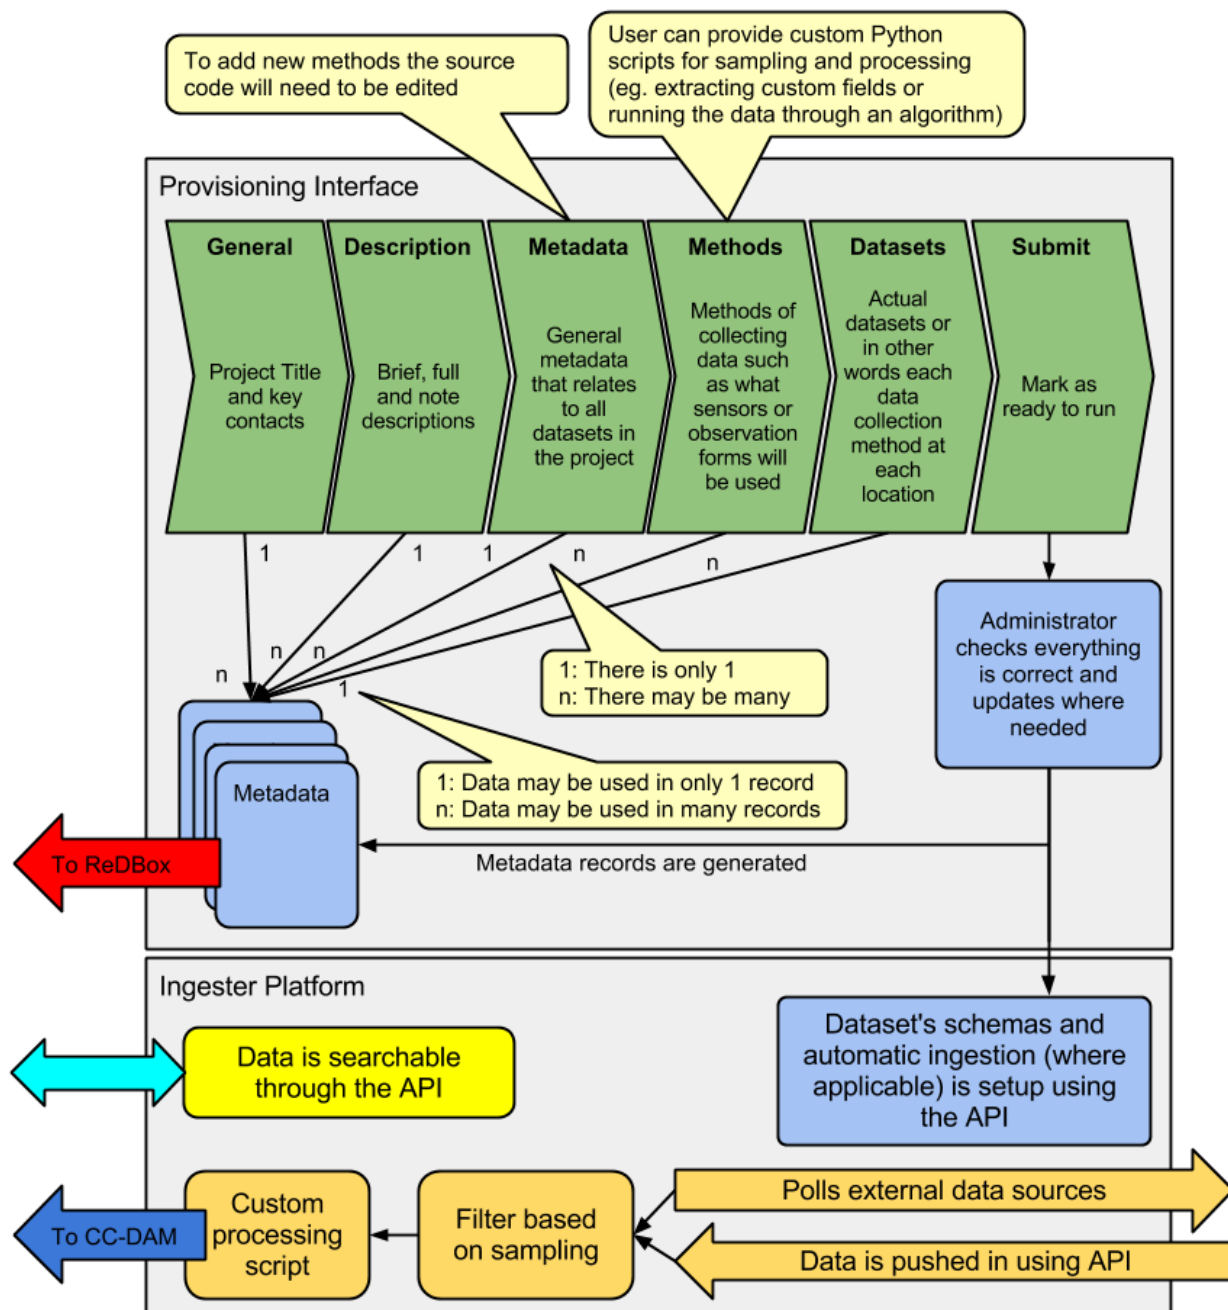 To add new methods the source
code will need to be edited
User can provide custom Python
scripts for sampling and processing
(eg. extracting custom fields or
running the data through an algorithm)
Provisioning Interface
General
Project Title
and key
contacts
Description
Brief, full
and note
descriptions
Metadata
General
metadata
that relates
to all
datasets in
the project
Methods
Methods of
collecting
data such
as what
sensors or
observation
forms will
be used
Datasets
Actual
datasets or
in other
words each
data
collection
method at
each
location
Submit
Mark as
ready to run
1
1
1
n
n
n
n
n
1
1: There is only 1
n: There may be many
Administrator
checks everything
is correct and
updates where
needed
1: Data may be used in only 1 record
n: Data may be used in many records
Metadata
To ReDBox
Metadata records are generated
Ingester Platform
Data is searchable
through the API
Dataset's schemas and
automatic ingestion (where
applicable) is setup using
the API
To CC-DAM
Custom
processing
script
Filter based
on sampling
Polls external data sources
Data is pushed in using API